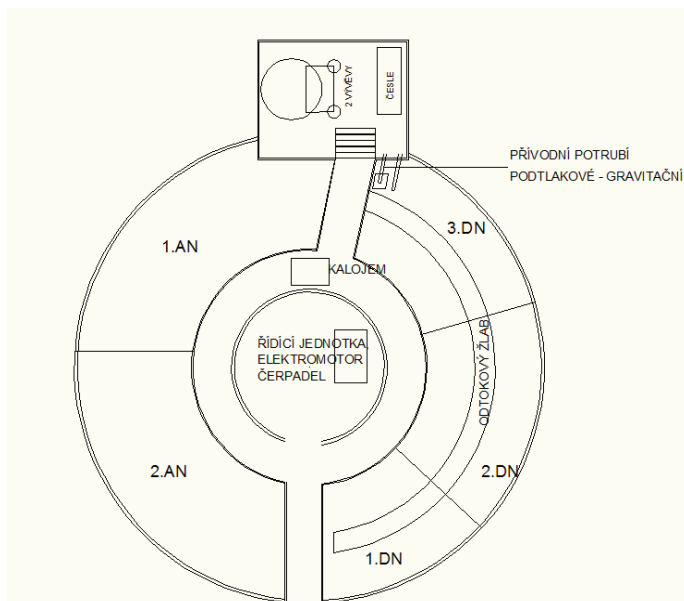 2 VÝVĚVY
ČESLE
PŘÍVODNÍ POTRUBÍ
PODTLAKOVÉ - GRAVITAČNÍ
3.DN
1.AN
KALOJEM
ŘÍDÍCÍ JEDNOTKA,
ELEKTROMOTOR
ČERPADEL
ODTOKOVÝ ŽLAB
2.AN
2.DN
1.DN